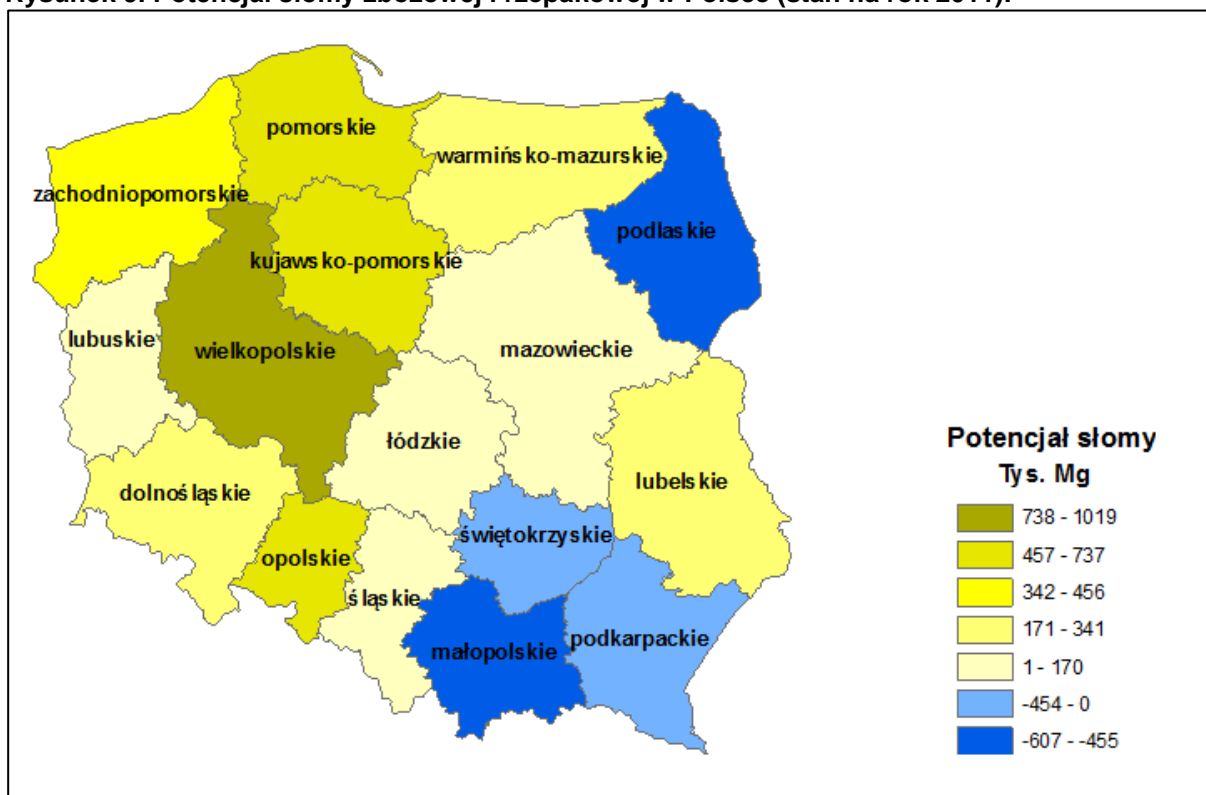 pomorskie
warmińsko-mazurskie
zachodniopomorskie
podlaskie
kujawsko-pomorskie
lubuskie
wielkopolskie
mazowieckie
łódzkie
dolnośląskie
lubelskie
opolskie
świętokrzyskie
śląskie
małopolskie
podkarpackie
Potencjał słomy
Tys. Mg
738 - 1019
457 - 737
342 - 456
171 - 341
1 - 170
-454 - 0
-607 - -455